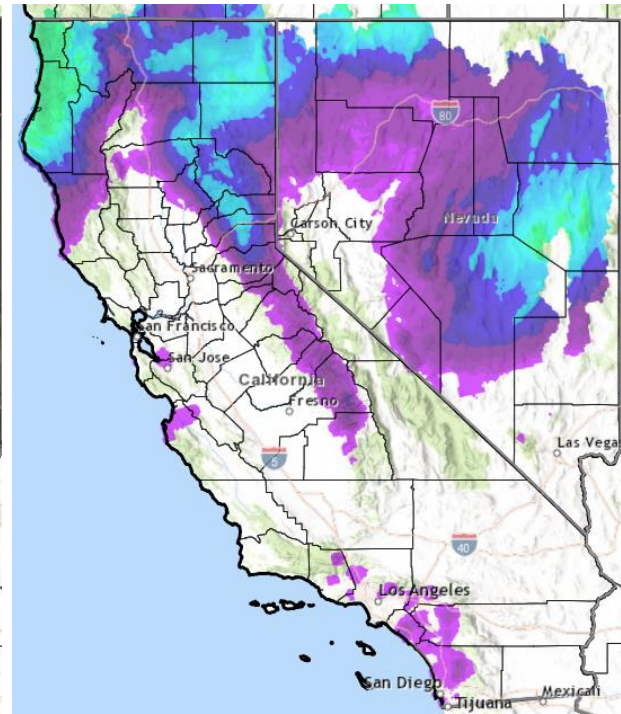 80
Nevada
Carson City
Sacramento
San Francisco
San Jose
California
Fresno
5
Las Vega
40
Los Angeles
San Diego
Tijuana
Mexicali